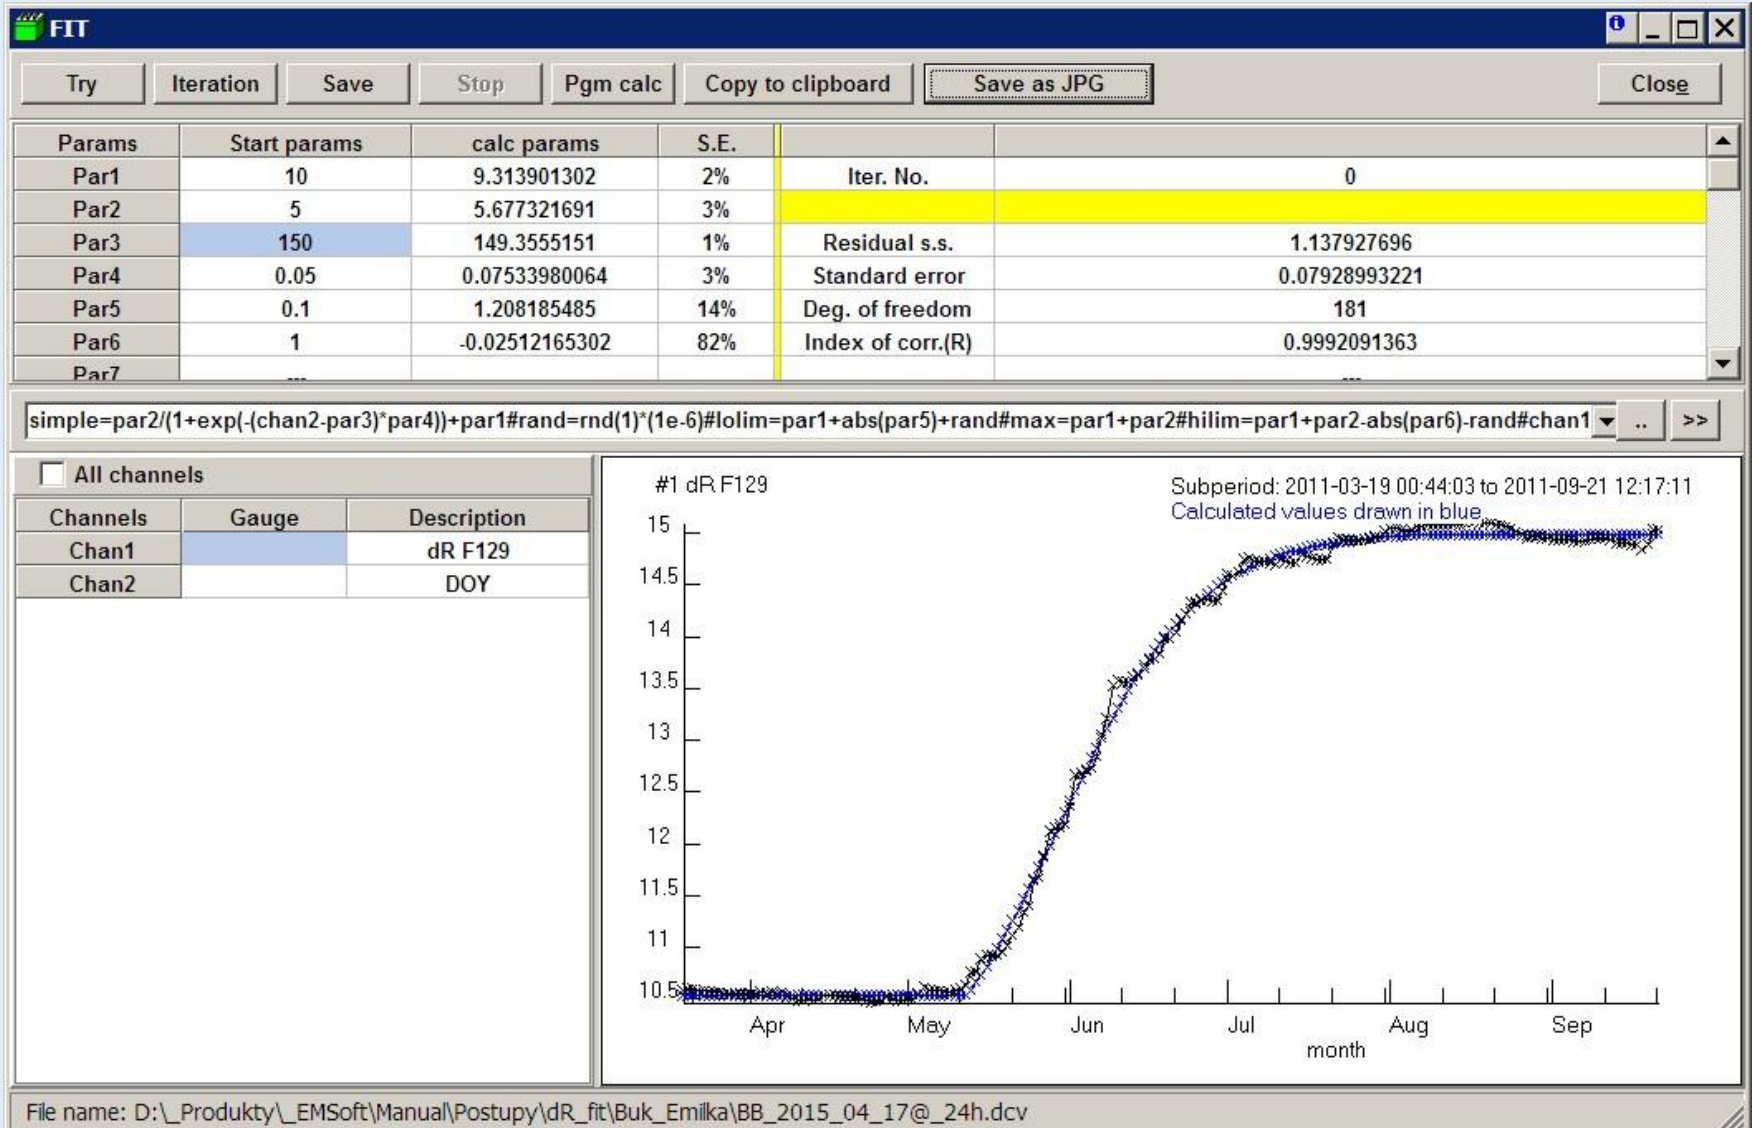 FIT
Try Iteration Save Stop Pgm calc Copy to clipboard Save as JPG Close
Params Start params calc params S.E.
Par1 10 9.313901302 2% Iter. No. 0
Par2 5 5.677321691 3%
Par3 150 149.3555151 1% Residual s.s. 1.137927696
Par4 0.05 0.07533980064 3% Standard error 0.07928993221
Par5 0.1 1.208185485 14% Deg. of freedom 181
Par6 1 -0.02512165302 82% Index of corr.(R) 0.9992091363
Par7 --- ---
simple=par2/(1+exp(-(chan2-par3)*par4))+par1#rand=rnd(1)*(1e-6)#lolim=par1+abs(par5)+rand#max=par1+par2#hilim=par1+par2-abs(par6)-rand#chan1 .. >>
All channels
Channels Gauge Description
Chan1 dR F129
Chan2 DOY
#1 dR F129
Subperiod: 2011-03-19 00:44:03 to 2011-09-21 12:17:11
Calculated values drawn in blue
15
14.5
14
13.5
13
12.5
12
11.5
11
10.5
Apr May Jun Jul Aug Sep
month
File name: D:\_Produkty\_EMSoft\Manual\Postupy\dR_fit\Buk_Emilka\BB_2015_04_17@_24h.dcv